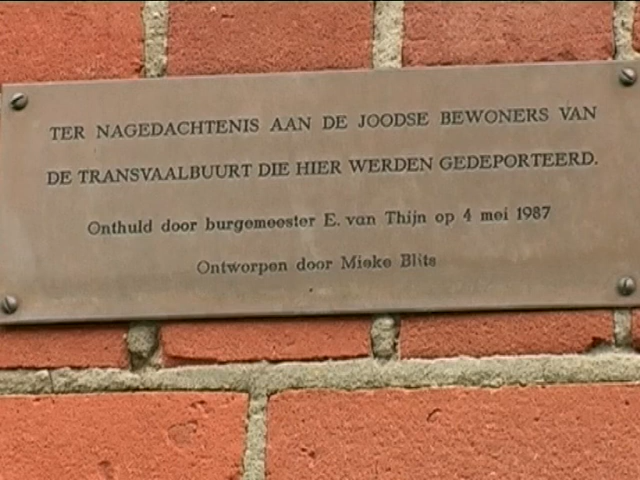 TER NAGEDACHTENIS AAN DE JOODSE BEWONERS VAN
DE TRANSVAALBUURT DIE HIER WERDEN GEDEPORTEERD.
Onthuld door burgemeester E. van Thijn op 4 mei 1987
Ontworpen door Mieke Blits